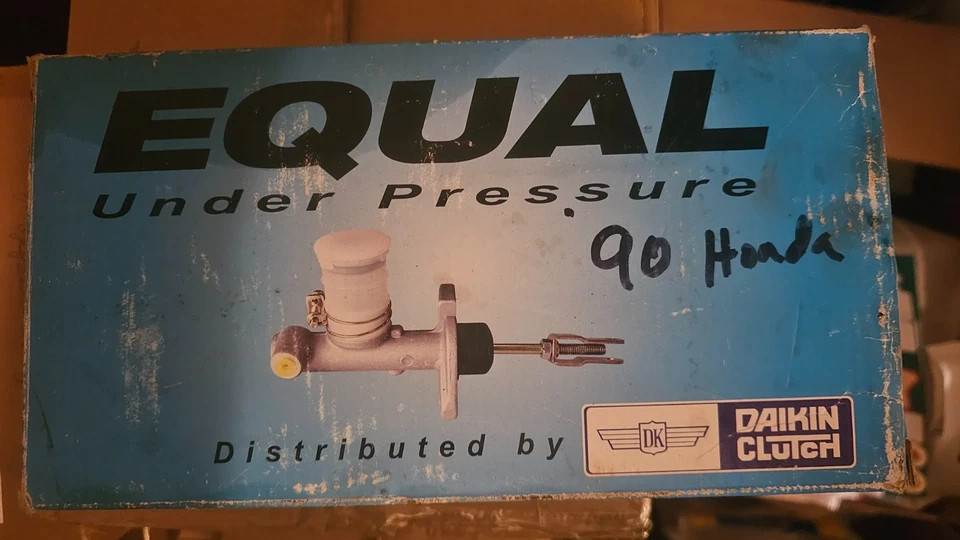 EQUAL
Under Pressure
'90 Honda
Distributed by
DK
DAIKIN
CLUTCH